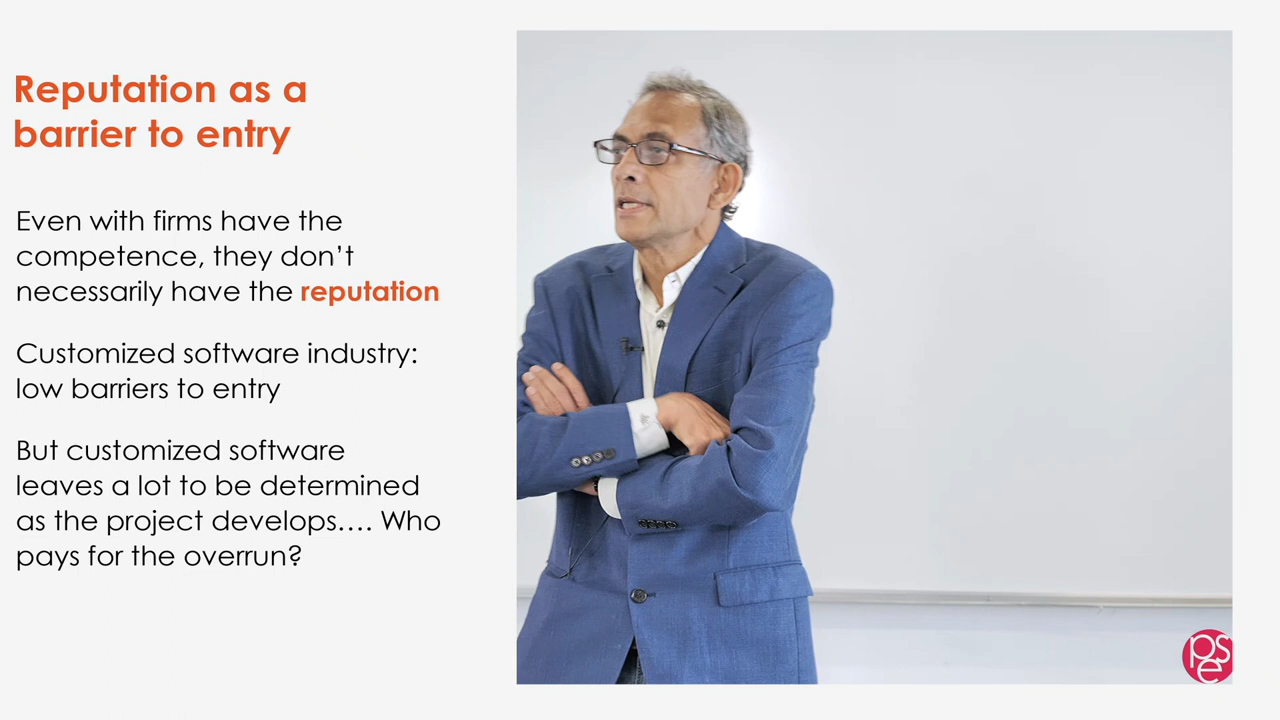 Reputation as a
barrier to entry
Even with firms have the
competence, they don't
necessarily have the reputation
Customized software industry:
low barriers to entry
But customized software
leaves a lot to be determined
as the project develops.... Who
pays for the overrun?
pse